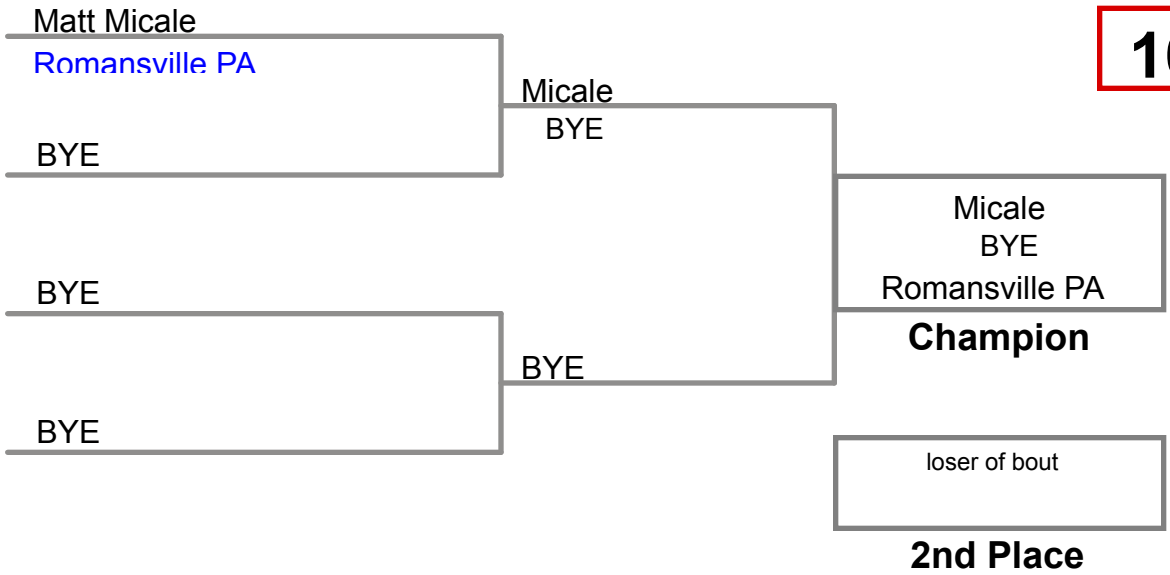 Matt Micale
Romansville PA
Micale
BYE
BYE
Micale
BYE
Romansville PA
BYE
Champion
BYE
BYE
loser of bout
2nd Place